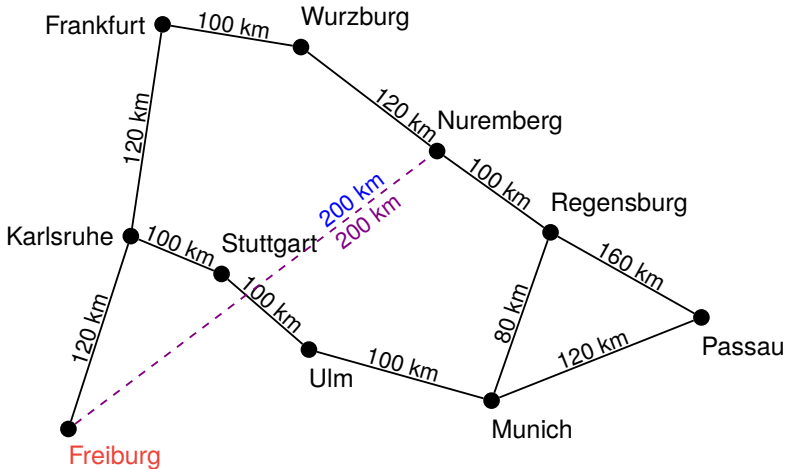 Frankfurt
100 km
Wurzburg
120 km
120 km
Nuremberg
100 km
200 km
200 km
Regensburg
Karlsruhe
100 km
Stuttgart
160 km
100 km
120 km
80 km
100 km
120 km
Passau
Ulm
Munich
Freiburg